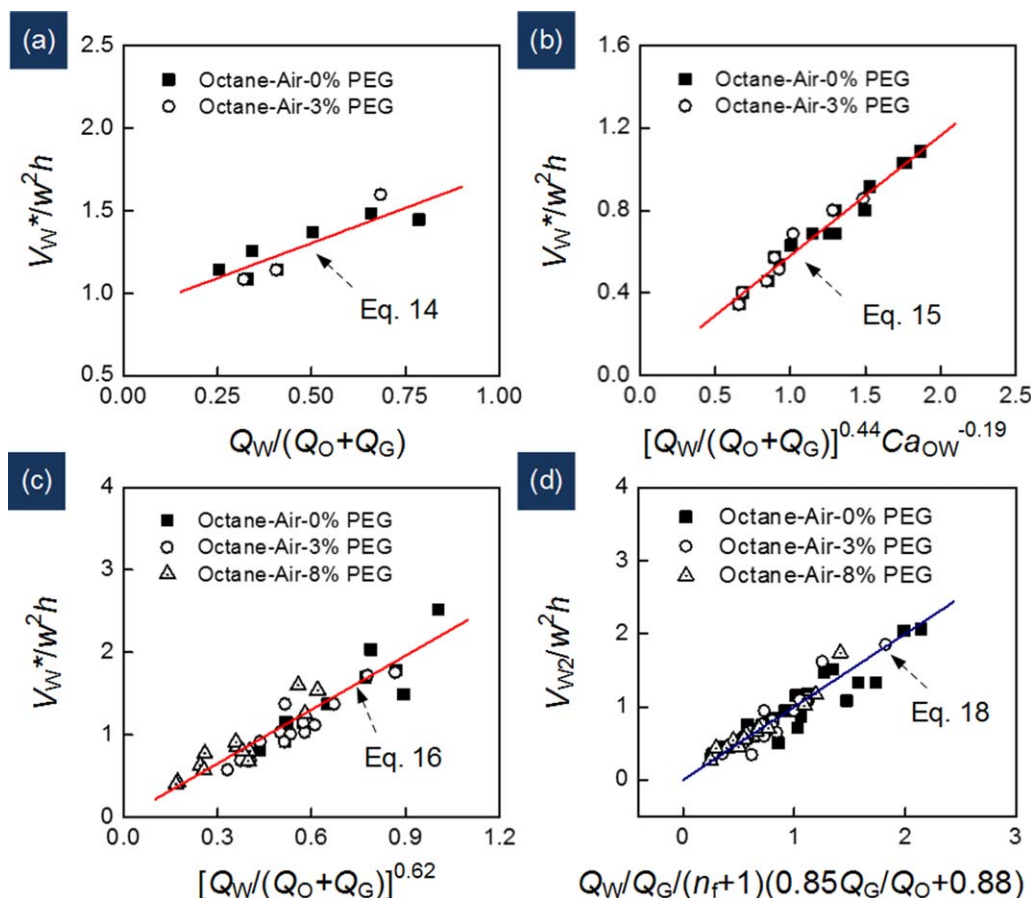 (a)
2.5
2.0
1.5
1.0
0.5
V_W*/w²h
Octane-Air-0% PEG
Octane-Air-3% PEG
Eq. 14
0.00 0.25 0.50 0.75 1.00
Q_W/(Q_O+Q_G)
(b)
1.6
1.2
0.8
0.4
0.0
V_W*/w²h
Octane-Air-0% PEG
Octane-Air-3% PEG
Eq. 15
0.0 0.5 1.0 1.5 2.0 2.5
[Q_W/(Q_O+Q_G)]^0.44 Ca_OW^-0.19
(c)
4
3
2
1
0
V_W*/w²h
Octane-Air-0% PEG
Octane-Air-3% PEG
Octane-Air-8% PEG
Eq. 16
0.0 0.3 0.6 0.9 1.2
[Q_W/(Q_O+Q_G)]^0.62
(d)
4
3
2
1
0
V_W2/w²h
Octane-Air-0% PEG
Octane-Air-3% PEG
Octane-Air-8% PEG
Eq. 18
0 1 2 3
Q_W/Q_G/(n_f+1)(0.85Q_G/Q_O+0.88)